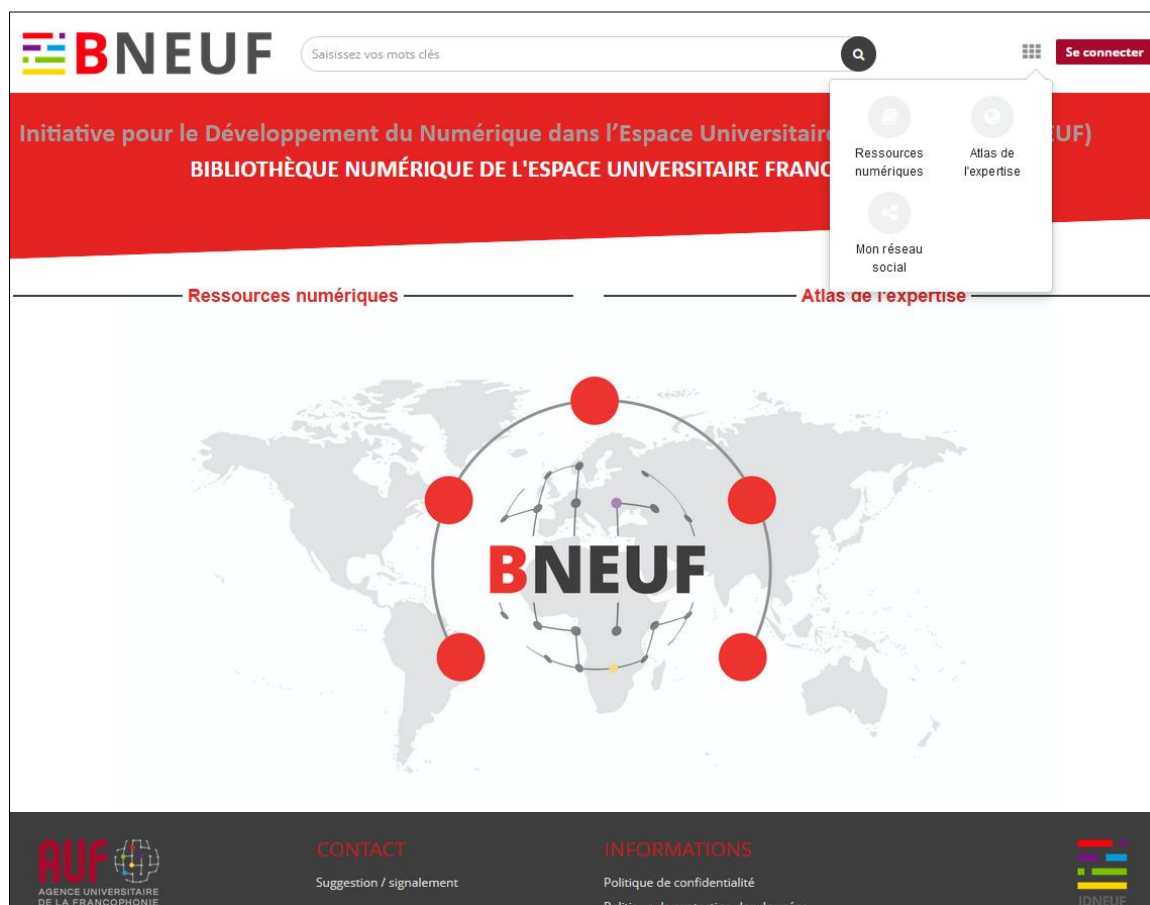 BNEUF
Saisissez vos mots clés
Se connecter
Ressources numériques
Atlas de l'expertise
Mon réseau social
Initiative pour le Développement du Numérique dans l'Espace Universitaire
UF)
BIBLIOTHÈQUE NUMÉRIQUE DE L'ESPACE UNIVERSITAIRE FRANC
Ressources numériques
Atlas de l'expertise
BNEUF
AUF
AGENCE UNIVERSITAIRE
DE LA FRANCOPHONIE
CONTACT
Suggestion / signalement
INFORMATIONS
Politique de confidentialité
IDNEUF